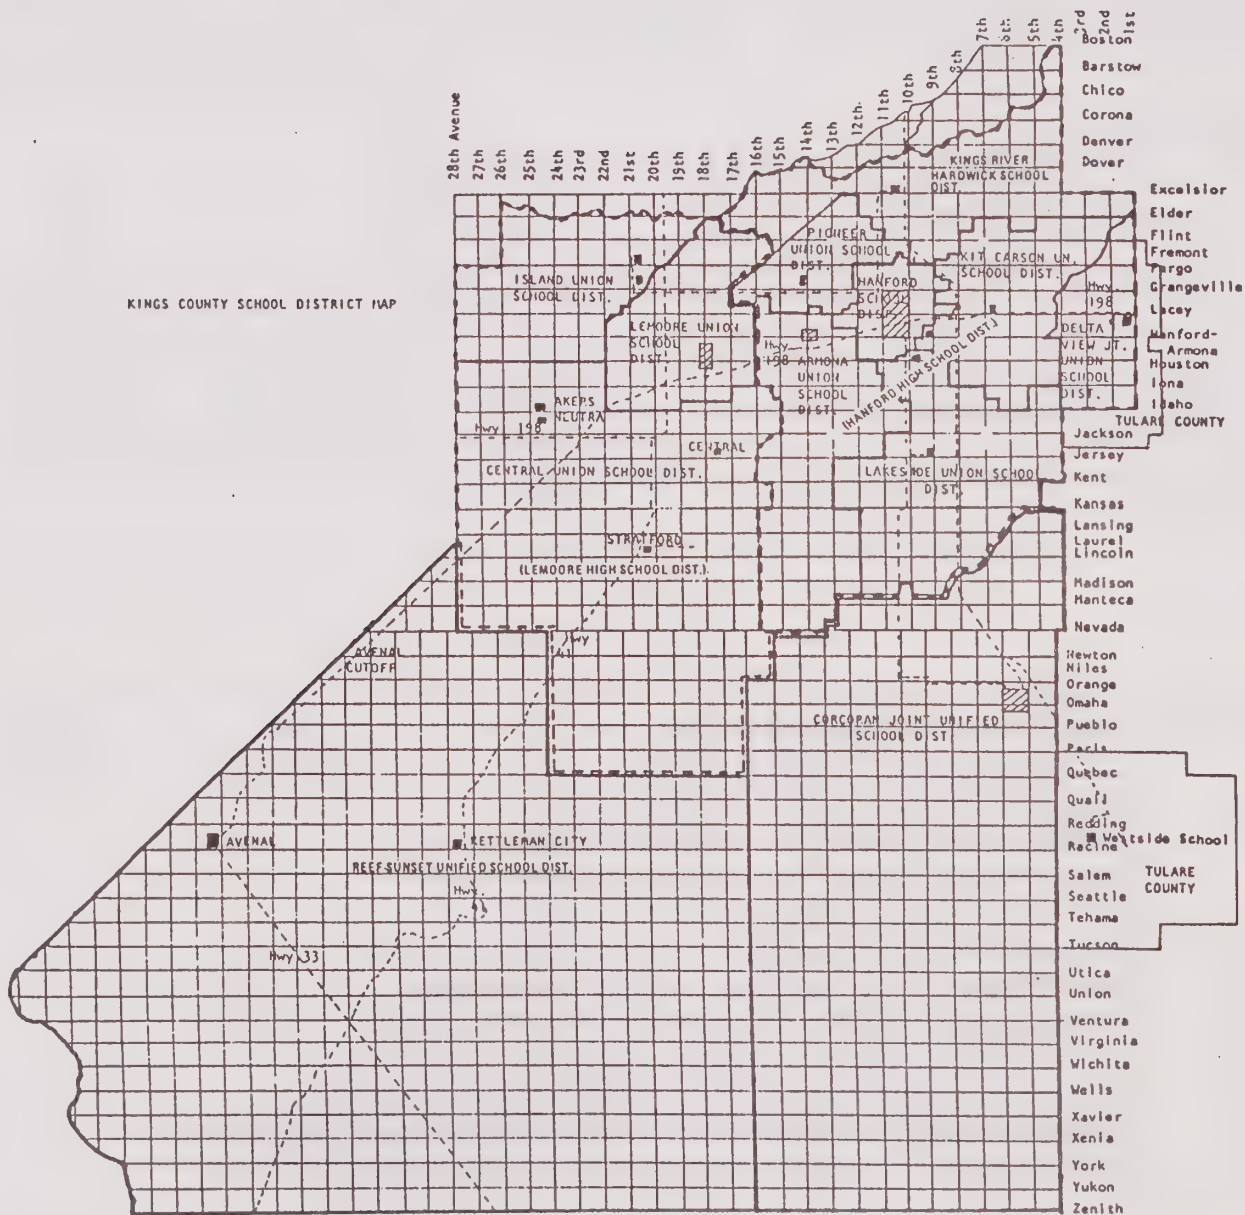 7th
6th
5th
4th
3rd
2nd
1st
Boston
Barstow
Chico
Corona
Denver
Dover
Excelsior
Elder
Flint
Fremont
Fargo
Grangeville
Lacey
Hanford-
Armona
Houston
Iona
Idaho
TULARE COUNTY
Jackson
Jersey
Kent
Kansas
Lansing
Laurel
Lincoln
Madison
Manteca
Nevada
Newton
Niles
Orange
Omaha
Pueblo
Paris
Quebec
Quail
Redding
Westside School
Racine
Salem
TULARE
COUNTY
Seattle
Tehama
Tucson
Utica
Union
Ventura
Virginia
Wichita
Wells
Xavier
Xenia
York
Yukon
Zenith
28th Avenue
27th
26th
25th
24th
23rd
22nd
21st
20th
19th
18th
17th
16th
15th
14th
13th
12th
11th
10th
9th
8th
KINGS COUNTY SCHOOL DISTRICT MAP
KINGS RIVER
HARDWICK SCHOOL
DIST.
PIONEER
UNION SCHOOL
DIST.
KIT CARSON UN.
SCHOOL DIST.
ISLAND UNION
SCHOOL DIST.
HANFORD
SCHOOL
DIST.
Hwy
198
LEMOORE UNION
SCHOOL
DIST.
Hwy
198
ARMONA
UNION
SCHOOL
DIST.
DELTA
VIEW JT.
UNION
SCHOOL
DIST.
(HANFORD HIGH SCHOOL DIST.)
AKERS
NEUTRA
Hwy 198
CENTRAL
CENTRAL UNION SCHOOL DIST.
LAKESIDE UNION SCHOOL
DIST.
STRATFORD
(LEMOORE HIGH SCHOOL DIST.)
AVENAL
CUTOFF
Hwy
41
CORCORAN JOINT UNIFIED
SCHOOL DIST
AVENAL
KETTLEMAN CITY
REEF-SUNSET UNIFIED SCHOOL DIST.
Hwy
Hwy 33